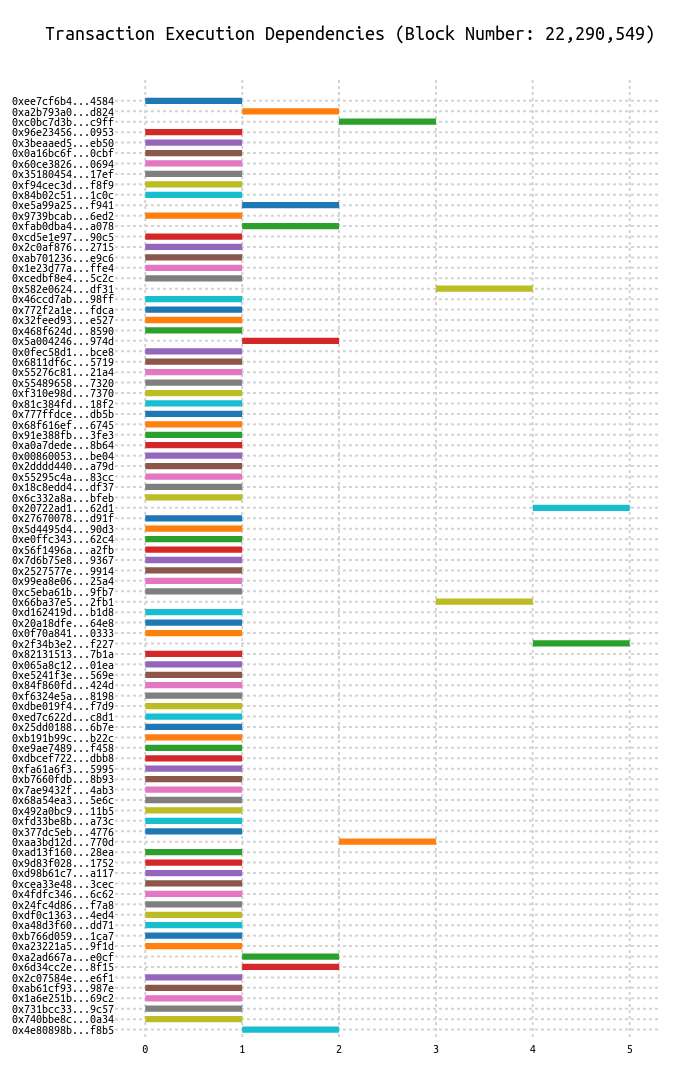 Transaction Execution Dependencies (Block Number: 22,290,549)
0xee7cf6b4...4584
0xa2b793a0...d824
0xc0bc7d3b...c9ff
0x96e23456...0953
0x3beaaed5...eb50
0x0a16bc6f...0cbf
0x60ce3826...0694
0x35180454...17ef
0xf94cec3d...f8f9
0x84b02c51...1c0c
0xe5a99a25...f941
0x9739bcab...6ed2
0xfab0dba4...a078
0xcd5e1e97...90c5
0x2c0af876...2715
0xab701236...e9c6
0x1e23d77a...ffe4
0xcedbf8e4...5c2c
0x582e0624...df31
0x46ccd7ab...98ff
0x772f2a1e...fdca
0x32feed93...e527
0x468f624d...8590
0x5a004246...974d
0x0fec58d1...bce8
0x6811df6c...5719
0x55276c81...21a4
0x55489658...7320
0xf310e98d...7370
0x81c384fd...18f2
0x777ffdce...db5b
0x68f616ef...6745
0x91e388fb...3fe3
0xa0a7dede...8b64
0x00860053...be04
0x2dddd440...a79d
0x55295c4a...83cc
0x18c8edd4...df37
0x6c332a8a...bfeb
0x20722ad1...62d1
0x27670078...d91f
0x5d4495d4...90d3
0xe0ffc343...62c4
0x56f1496a...a2fb
0x7d6b75e8...9367
0x2527577e...9914
0x99ea8e06...25a4
0xc5eba61b...9fb7
0x66ba37e5...2fb1
0xd162419d...b1d8
0x20a18dfe...64e8
0x0f70a841...0333
0x2f34b3e2...f227
0x82131513...7b1a
0x065a8c12...01ea
0xe5241f3e...569e
0x84f860fd...424d
0xf6324e5a...8198
0xdbe019f4...f7d9
0xed7c622d...c8d1
0x25dd0188...6b7e
0xb191b99c...b22c
0xe9ae7489...f458
0xdbcef722...dbb8
0xfa61a6f3...5995
0xb7660fdb...8b93
0x7ae9432f...4ab3
0x68a54ea3...5e6c
0x492a0bc9...11b5
0xfd33be8b...a73c
0x377dc5eb...4776
0xaa3bd12d...770d
0xad13f160...28ea
0x9d83f028...1752
0xd98b61c7...a117
0xcea33e48...3cec
0x4fdfc346...6c62
0x24fc4d86...f7a8
0xdf0c1363...4ed4
0xa48d3f60...dd71
0xb766d059...1ca7
0xa23221a5...9f1d
0xa2ad667a...e0cf
0x6d34cc2e...8f15
0x2c07584e...e6f1
0xab61cf93...987e
0x1a6e251b...69c2
0x731bcc33...9c57
0x740bbe8c...0a34
0x4e80898b...f8b5
0 1 2 3 4 5